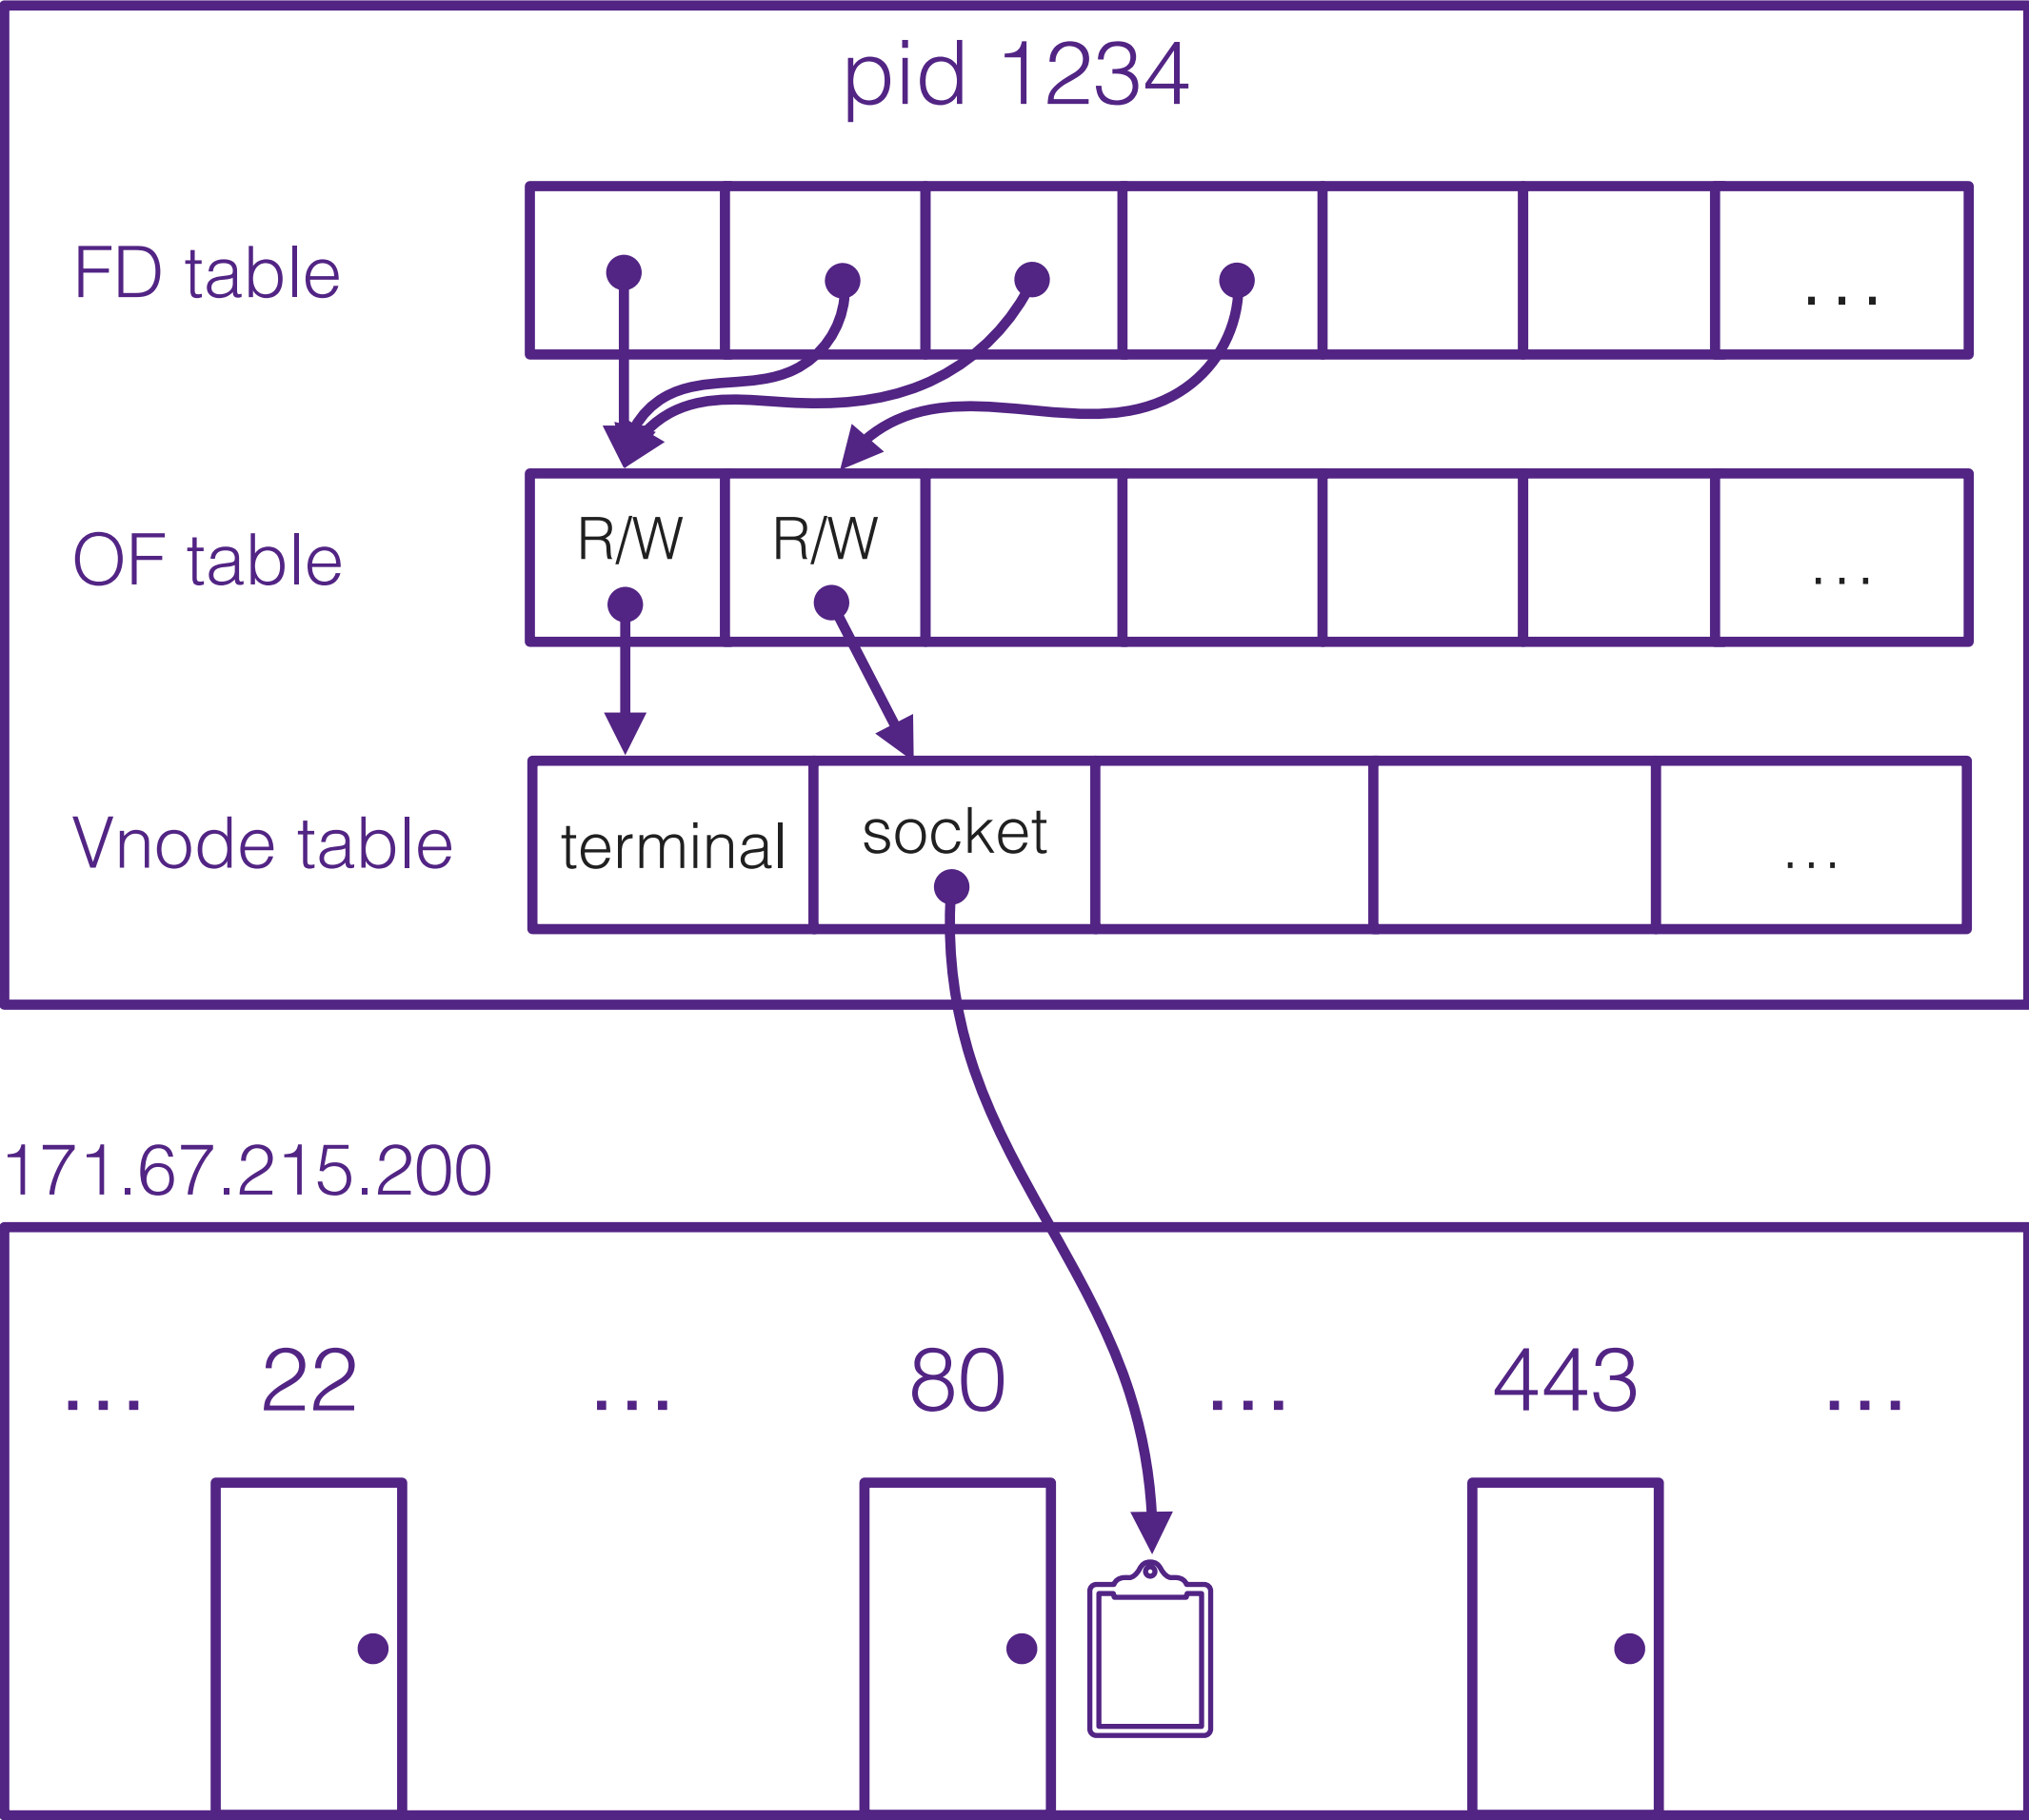 pid 1234
FD table
...
OF table
R/W R/W ...
Vnode table
terminal socket ...
171.67.215.200
... 22 ... 80 ... 443 ...